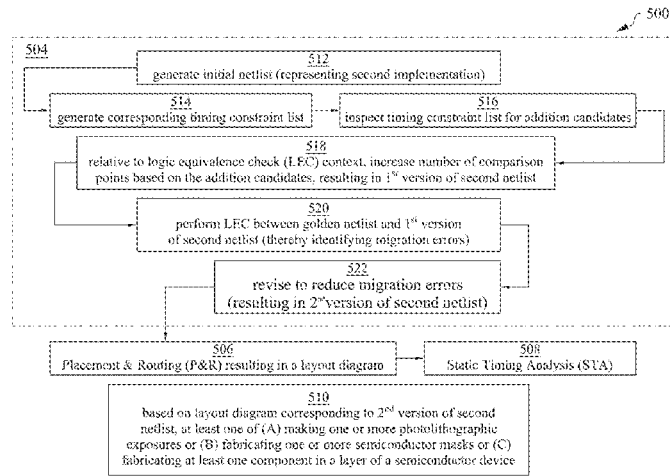 500
504
512
generate initial netlist (representing second implementation)
514
generate corresponding timing constraint list
516
inspect timing constraint list for addition candidates
518
relative to logic equivalence check (LEC) context, increase number of comparison
points based on the addition candidates, resulting in 1st version of second netlist
520
perform LEC between golden netlist and 1st version
of second netlist (thereby identifying migration errors)
522
revise to reduce migration errors
(resulting in 2nd version of second netlist)
506
Placement & Routing (P&R) resulting in a layout diagram
508
Static Timing Analysis (STA)
510
based on layout diagram corresponding to 2nd version of second
netlist, at least one of (A) making one or more photolithographic
exposures or (B) fabricating one or more semiconductor masks or (C)
fabricating at least one component in a layer of a semiconductor device